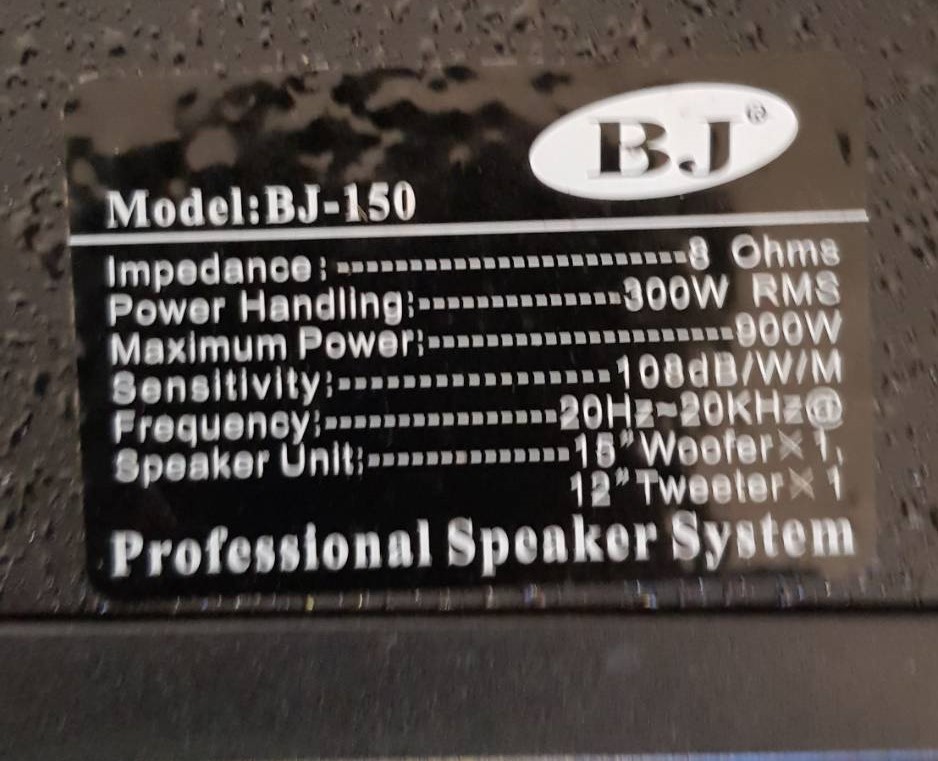 BJ®
Model:BJ-150
Impedance:------------------------8 Ohms
Power Handling:--------------300W RMS
Maximum Power:---------------------900W
Sensitivity:-------------------108dB/W/M
Frequency:----------------20Hz~20KHz@
Speaker Unit:--------------15"Woofer×1,
12"Tweeter×1
Professional Speaker System